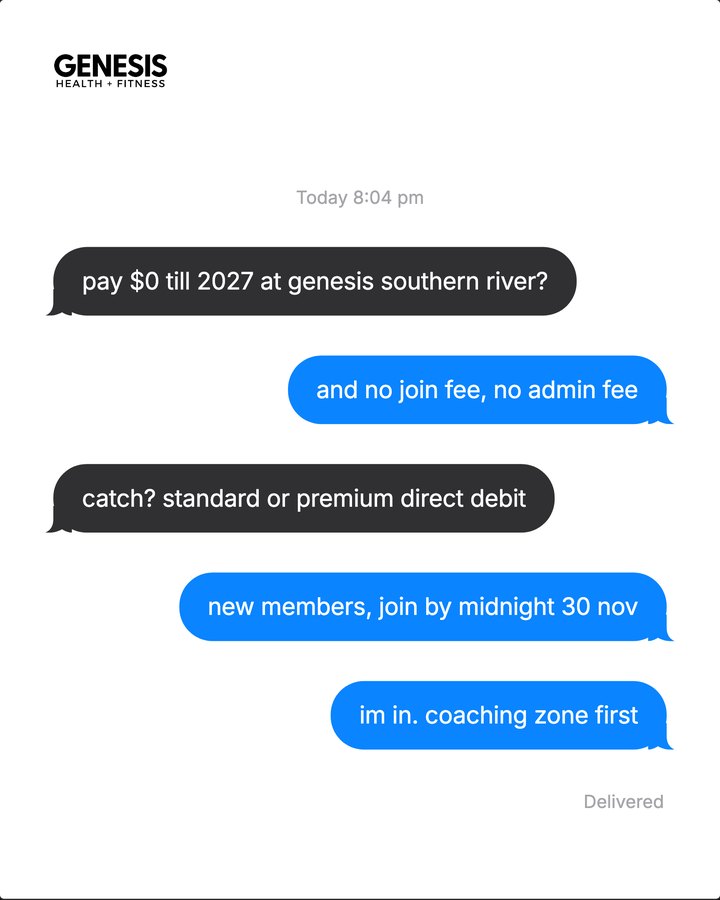 GENESIS
HEALTH + FITNESS
Today 8:04 pm
pay $0 till 2027 at genesis southern river?
and no join fee, no admin fee
catch? standard or premium direct debit
new members, join by midnight 30 nov
im in. coaching zone first
Delivered